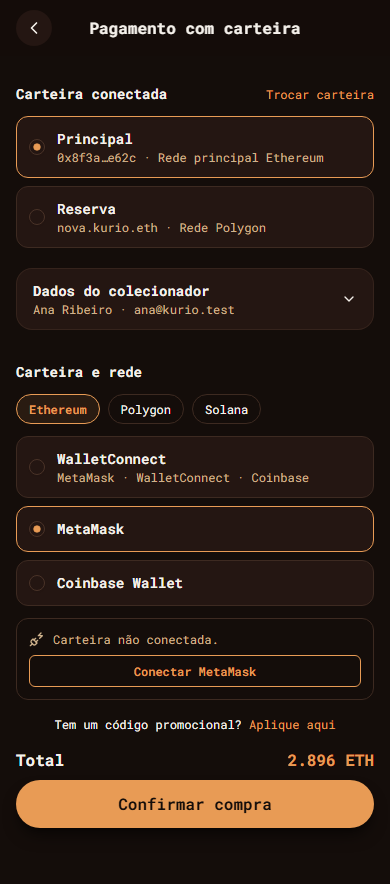 Pagamento com carteira
Carteira conectada
Trocar carteira
Principal
0x8f3a…e62c · Rede principal Ethereum
Reserva
nova.kurio.eth · Rede Polygon
Dados do colecionador
Ana Ribeiro · ana@kurio.test
Carteira e rede
Ethereum
Polygon
Solana
WalletConnect
MetaMask · WalletConnect · Coinbase
MetaMask
Coinbase Wallet
Carteira não conectada.
Conectar MetaMask
Tem um código promocional? Aplique aqui
Total
2.896 ETH
Confirmar compra